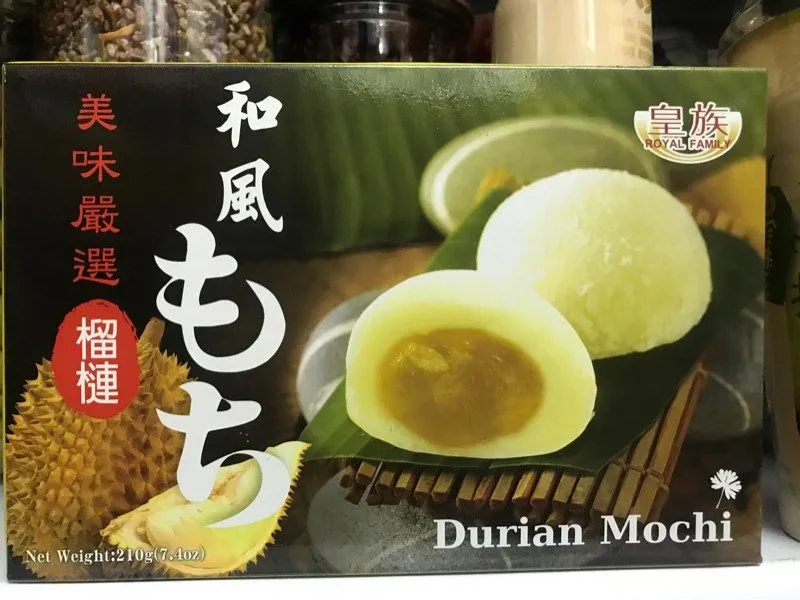 美味嚴選
榴槤
和風
もち
皇族
ROYAL FAMILY
Durian Mochi
Net Weight:210g(7.4oz)